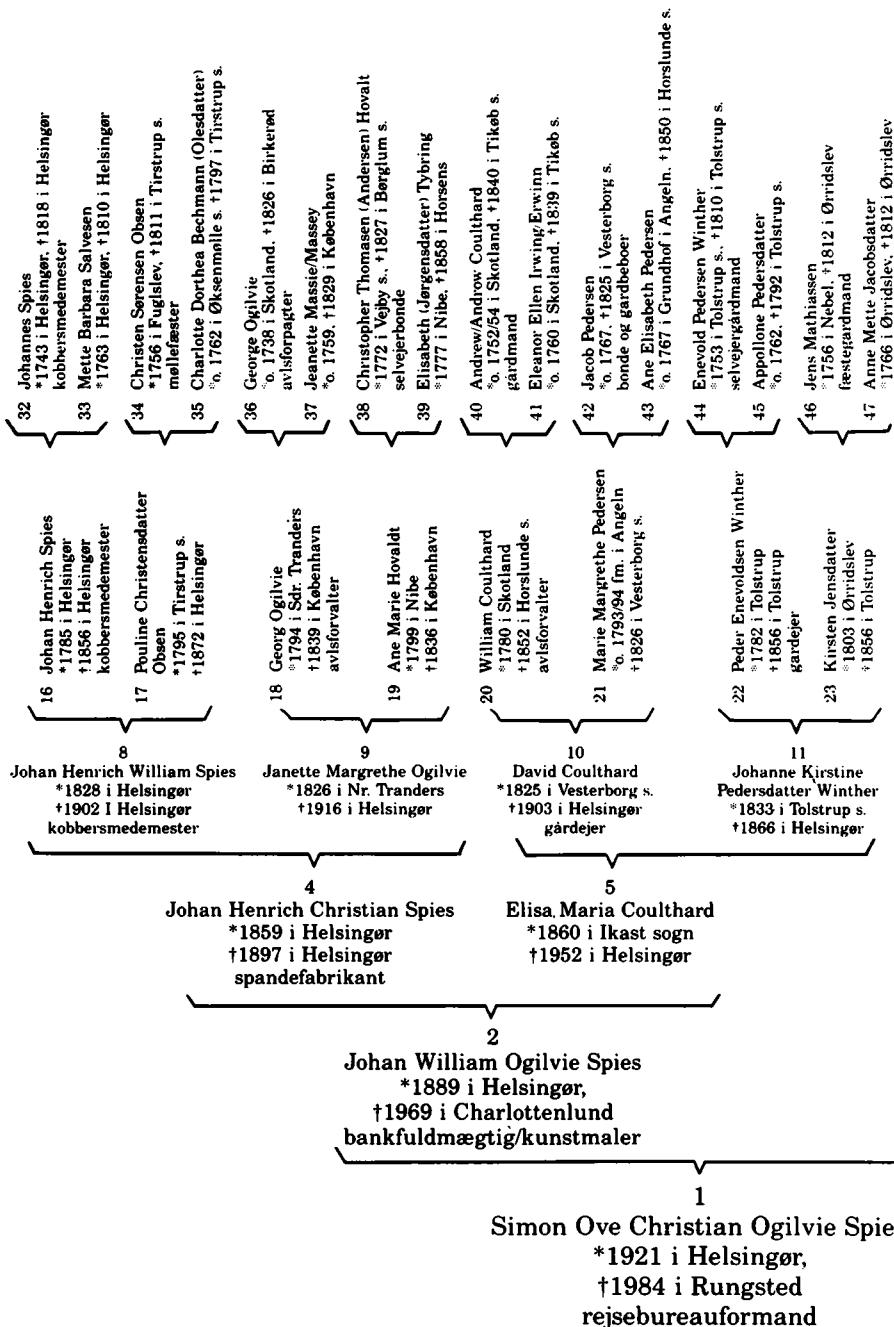 32 Johannes Spies
*1743 i Helsingør, †1818 i Helsingør
kobbersmedemester
33 Mette Barbara Salvesen
*1763 i Helsingør, †1810 i Helsingør
34 Christen Sørensen Obsen
*1756 i Fuglslev, †1811 i Tirstrup s.
møllefæster
35 Charlotte Dorthea Bechmann (Olesdatter)
*o. 1762 i Øksenmølle s. †1797 i Tirstrup s.
36 George Ogilvie
*o. 1738 i Skotland, †1826 i Birkerød
avlsforpagter
37 Jeanette Massie/Massey
*o. 1759. †1829 i København
38 Christopher Thomasen (Andersen) Hovalt
*1772 i Vejby s., †1827 i Børglum s.
selvejerbonde
39 Elisabeth (Jørgensdatter) Tybring
*1777 i Nibe, †1858 i Horsens
40 Andrew/Androw Coulthard
*o. 1752/54 i Skotland. †1840 i Tikøb s.
gårdmand
41 Eleanor Ellen Irwing/Erwinn
*o. 1760 i Skotland. †1839 i Tikøb s.
42 Jacob Pedersen
*o. 1767. †1825 i Vesterborg s.
bonde og gardbeboer
43 Ane Elisabeth Pedersen
*o. 1767 i Grundhof i Angeln. †1850 i Horslunde s.
44 Enevold Pedersen Winther
*1753 i Tolstrup s., †1810 i Tolstrup s.
selvejergårdmand
45 Appollone Pedersdatter
*o. 1762. †1792 i Tolstrup s.
46 Jens Mathiassen
*1756 i Nebel. †1812 i Ørridslev
fæstegardmand
47 Anne Mette Jacobsdatter
*1766 i Ørridslev, †1812 i Ørridslev
16 Johan Henrich Spies
*1785 i Helsingør
†1856 i Helsingør
kobbersmedemester
17 Pouline Christensdatter
Obsen
*1795 i Tirstrup s.
†1872 i Helsingør
18 Georg Ogilvie
*1794 i Sdr. Tranders
†1839 i København
avlsforvalter
19 Ane Marie Hovaldt
*1799 i Nibe
†1836 i København
20 William Coulthard
*1780 i Skotland
†1852 i Horslunde s.
avlsforvalter
21 Marie Margrethe Pedersen
*o. 1793/94 fm. i Angeln
†1826 i Vesterborg s.
22 Peder Enevoldsen Winther
*1782 i Tolstrup
†1856 i Tolstrup
gardejer
23 Kirsten Jensdatter
*1803 i Ørridslev
†1856 i Tolstrup
8
Johan Henrich William Spies
*1828 i Helsingør
†1902 I Helsingør
kobbersmedemester
9
Janette Margrethe Ogilvie
*1826 i Nr. Tranders
†1916 i Helsingør
10
David Coulthard
*1825 i Vesterborg s.
†1903 i Helsingør
gårdejer
11
Johanne Kirstine
Pedersdatter Winther
*1833 i Tolstrup s.
†1866 i Helsingør
4
Johan Henrich Christian Spies
*1859 i Helsingør
†1897 i Helsingør
spandefabrikant
5
Elisa Maria Coulthard
*1860 i Ikast sogn
†1952 i Helsingør
2
Johan William Ogilvie Spies
*1889 i Helsingør,
†1969 i Charlottenlund
bankfuldmægtig/kunstmaler
1
Simon Ove Christian Ogilvie Spie
*1921 i Helsingør,
†1984 i Rungsted
rejsebureauformand